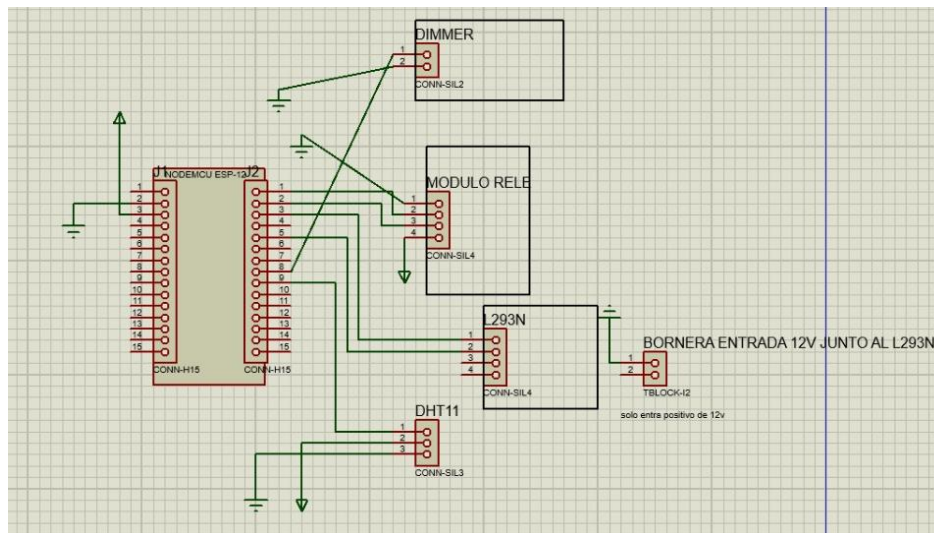 DIMMER
1
2
CONN-SIL2
J1
NODEMCU ESP-12
J2
1
2
3
4
5
6
7
8
9
10
11
12
13
14
15
CONN-H15
1
2
3
4
5
6
7
8
9
10
11
12
13
14
15
CONN-H15
MODULO RELE
1
2
3
4
CONN-SIL4
L293N
1
2
3
4
CONN-SIL4
BORNERA ENTRADA 12V JUNTO AL L293N
1
2
TBLOCK-I2
solo entra positivo de 12v
DHT11
1
2
3
CONN-SIL3